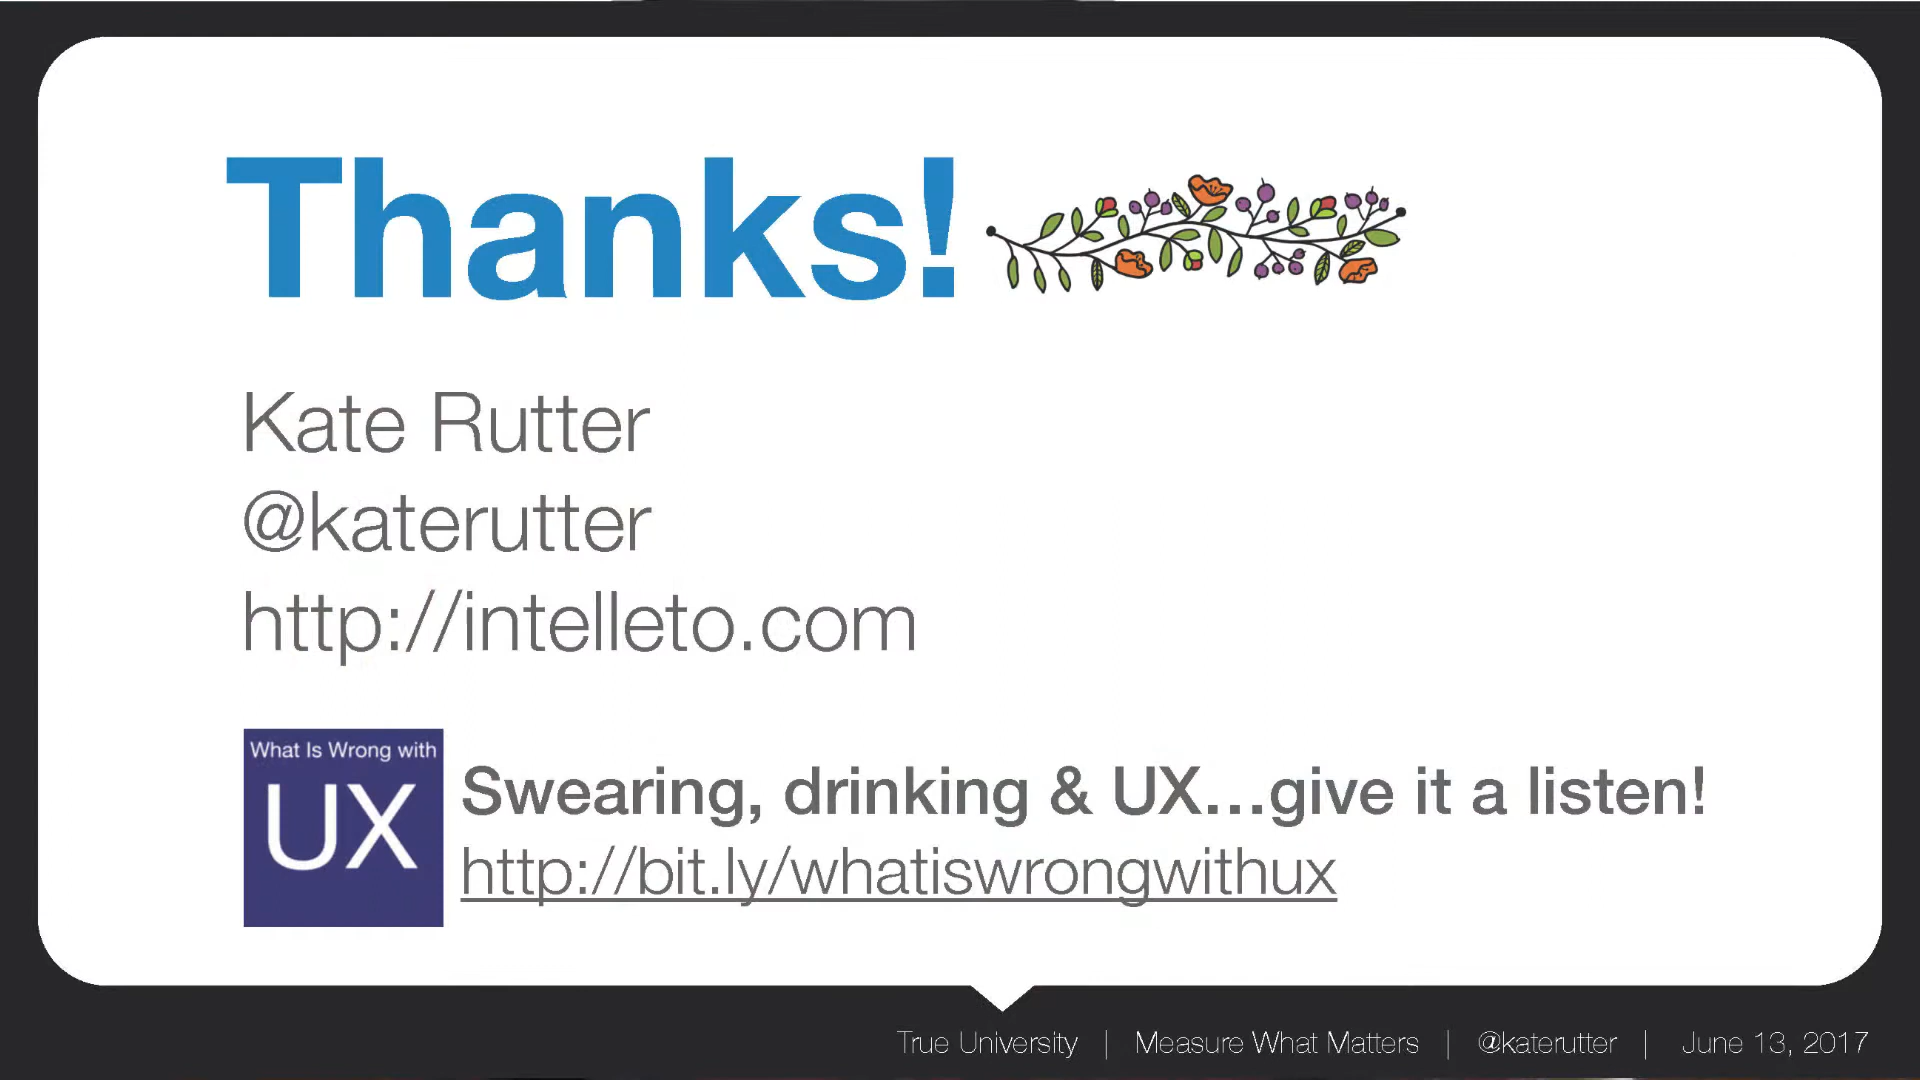 Thanks!
Kate Rutter
@katerutter
http://intelleto.com
What Is Wrong with
UX
Swearing, drinking & UX...give it a listen!
http://bit.ly/whatiswrongwithux
True University | Measure What Matters | @katerutter | June 13, 2017